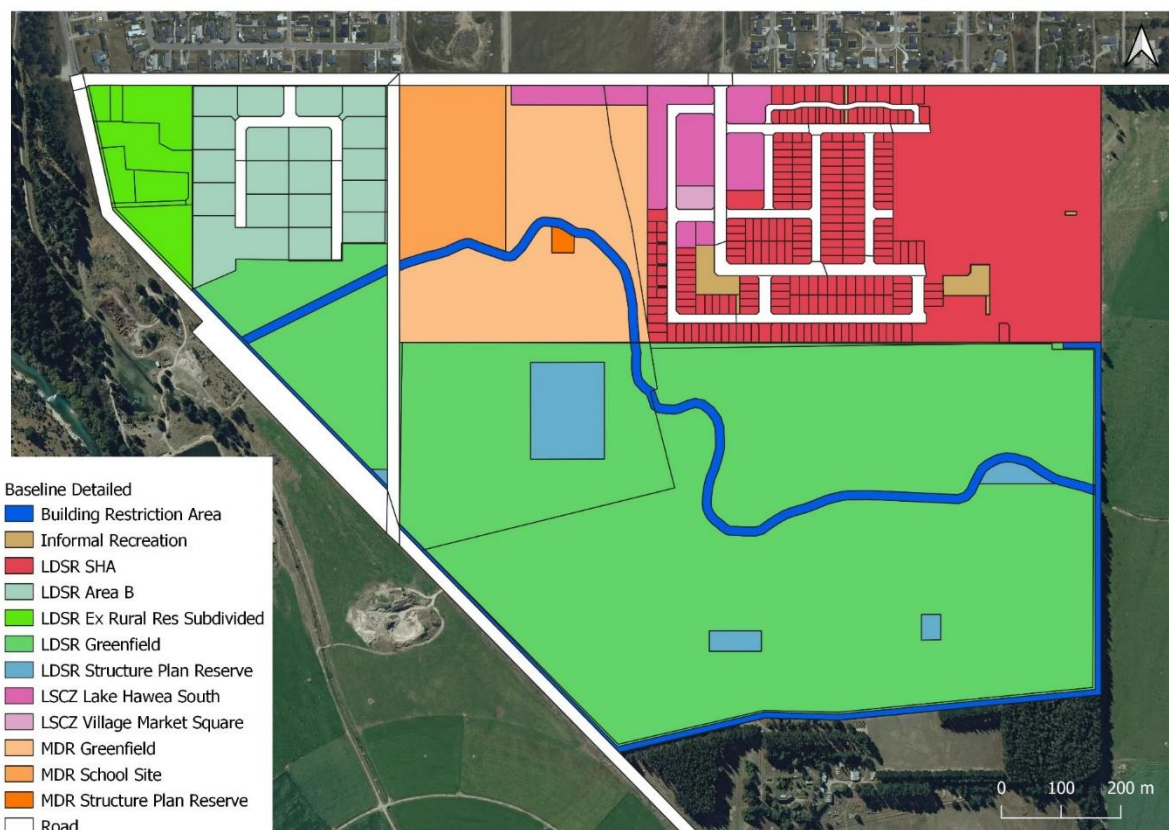 Baseline Detailed
Building Restriction Area
Informal Recreation
LDSR SHA
LDSR Area B
LDSR Ex Rural Res Subdivided
LDSR Greenfield
LDSR Structure Plan Reserve
LSCZ Lake Hawea South
LSCZ Village Market Square
MDR Greenfield
MDR School Site
MDR Structure Plan Reserve
Road
0 100 200 m